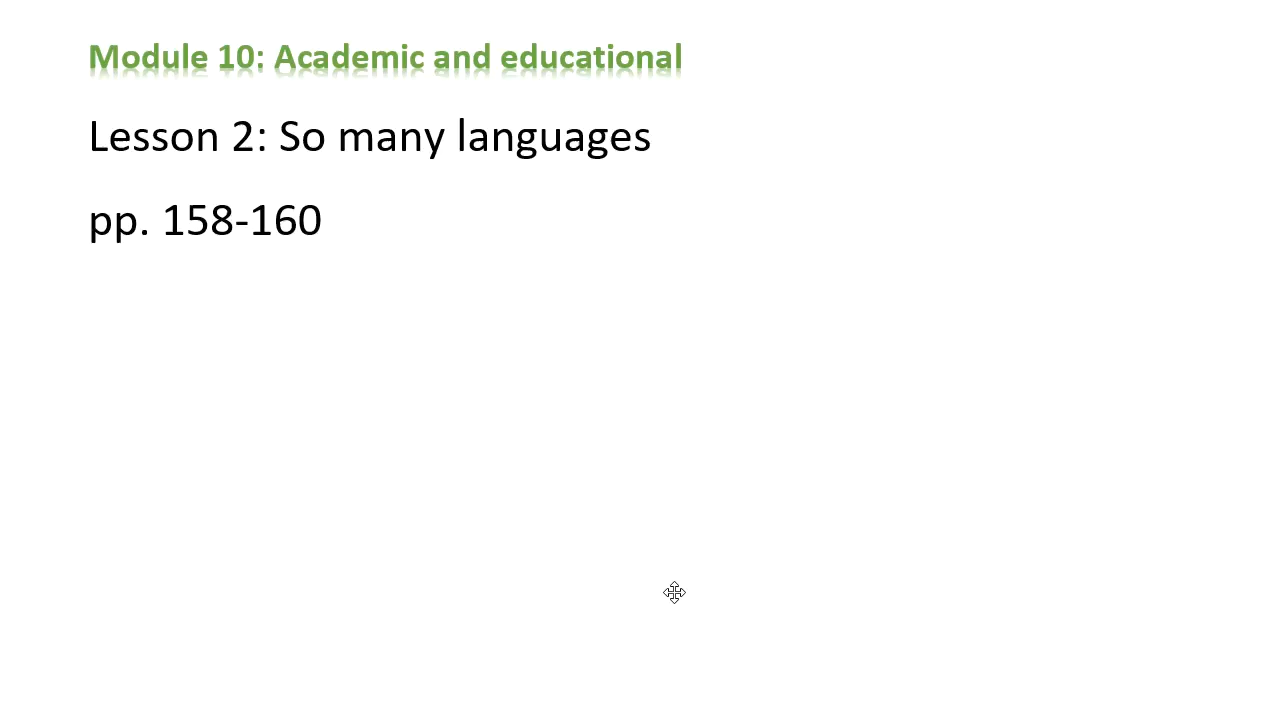 Module 10: Academic and educational
Lesson 2: So many languages
pp. 158-160